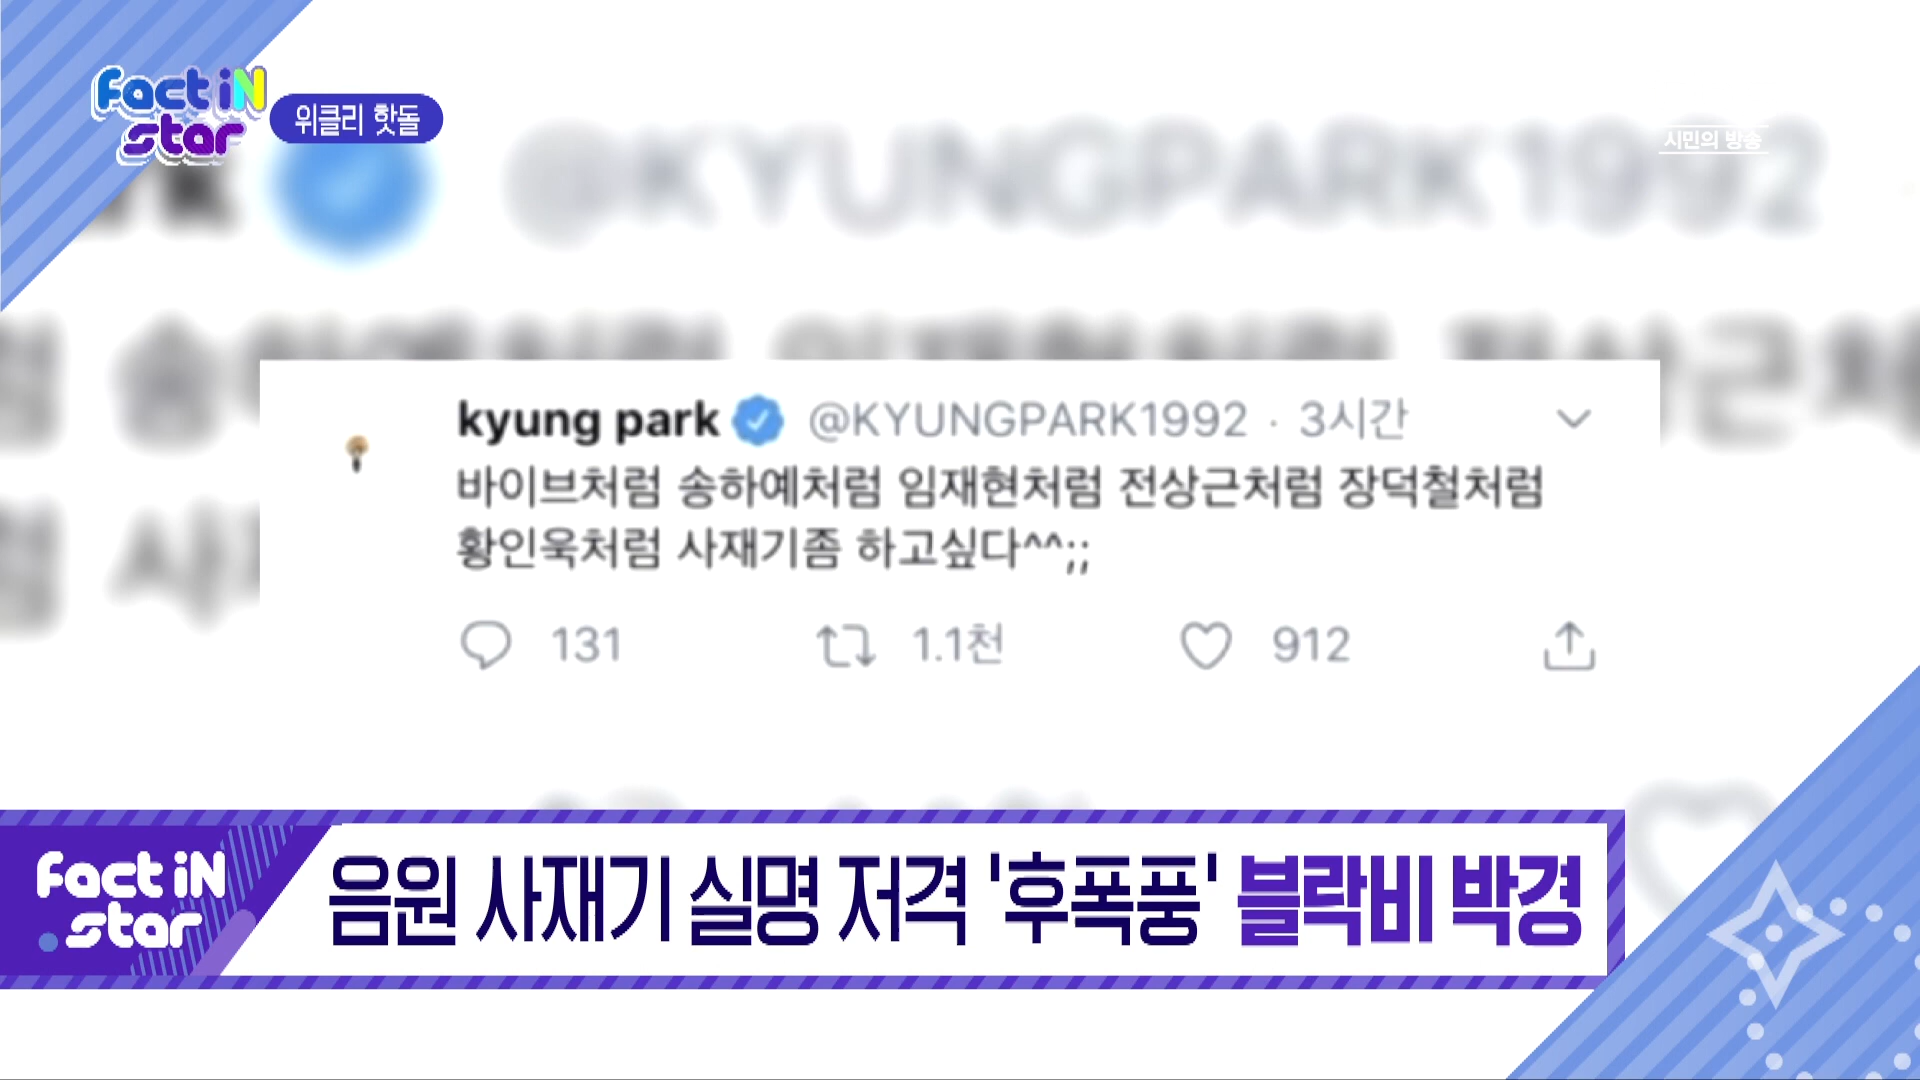 fact iN
star
위클리 핫돌
시민의 방송
@KYUNGPARK1992
kyung park @KYUNGPARK1992 · 3시간
바이브처럼 송하예처럼 임재현처럼 전상근처럼 장덕철처럼
황인욱처럼 사재기좀 하고싶다^^;;
131 1.1천 912
fact iN
star
음원 사재기 실명 저격 '후폭풍' 블락비 박경